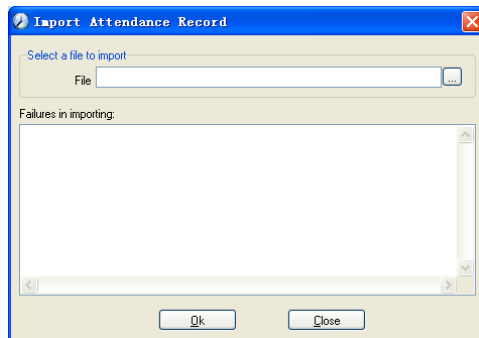 Import Attendance Record
Select a file to import
File
...
Failures in importing:
Ok
Close